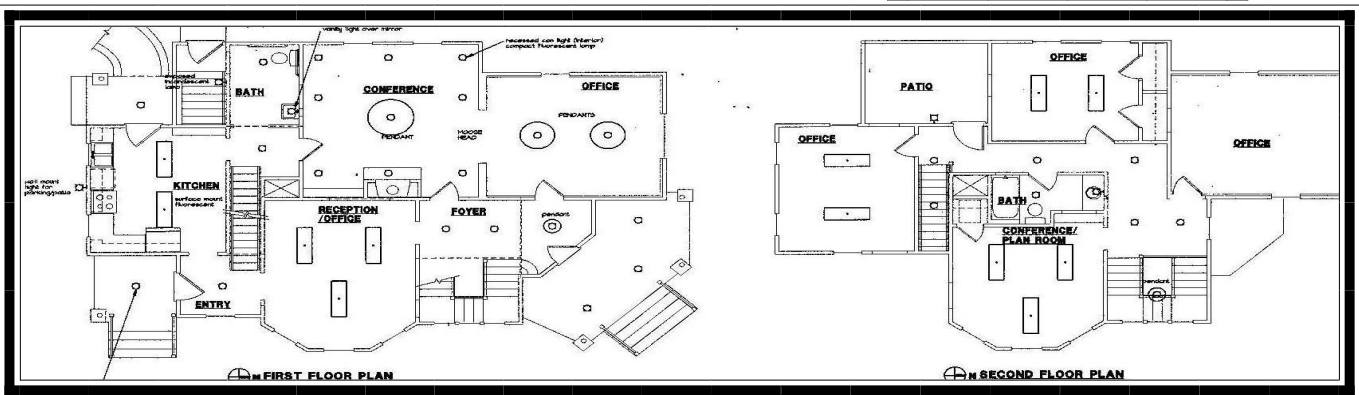 vanity light over mirror
recessed can light (interior)
compact fluorescent lamp
exposed
incandescent
lamp
BATH
CONFERENCE
PENDANT
MOOSE
HEAD
OFFICE
PENDANTS
wall mount
light for
parking/patio
KITCHEN
surface mount
fluorescent
RECEPTION
/OFFICE
FOYER
pendant
ENTRY
N FIRST FLOOR PLAN
OFFICE
PATIO
OFFICE
OFFICE
BATH
CONFERENCE/
PLAN ROOM
pendant
N SECOND FLOOR PLAN